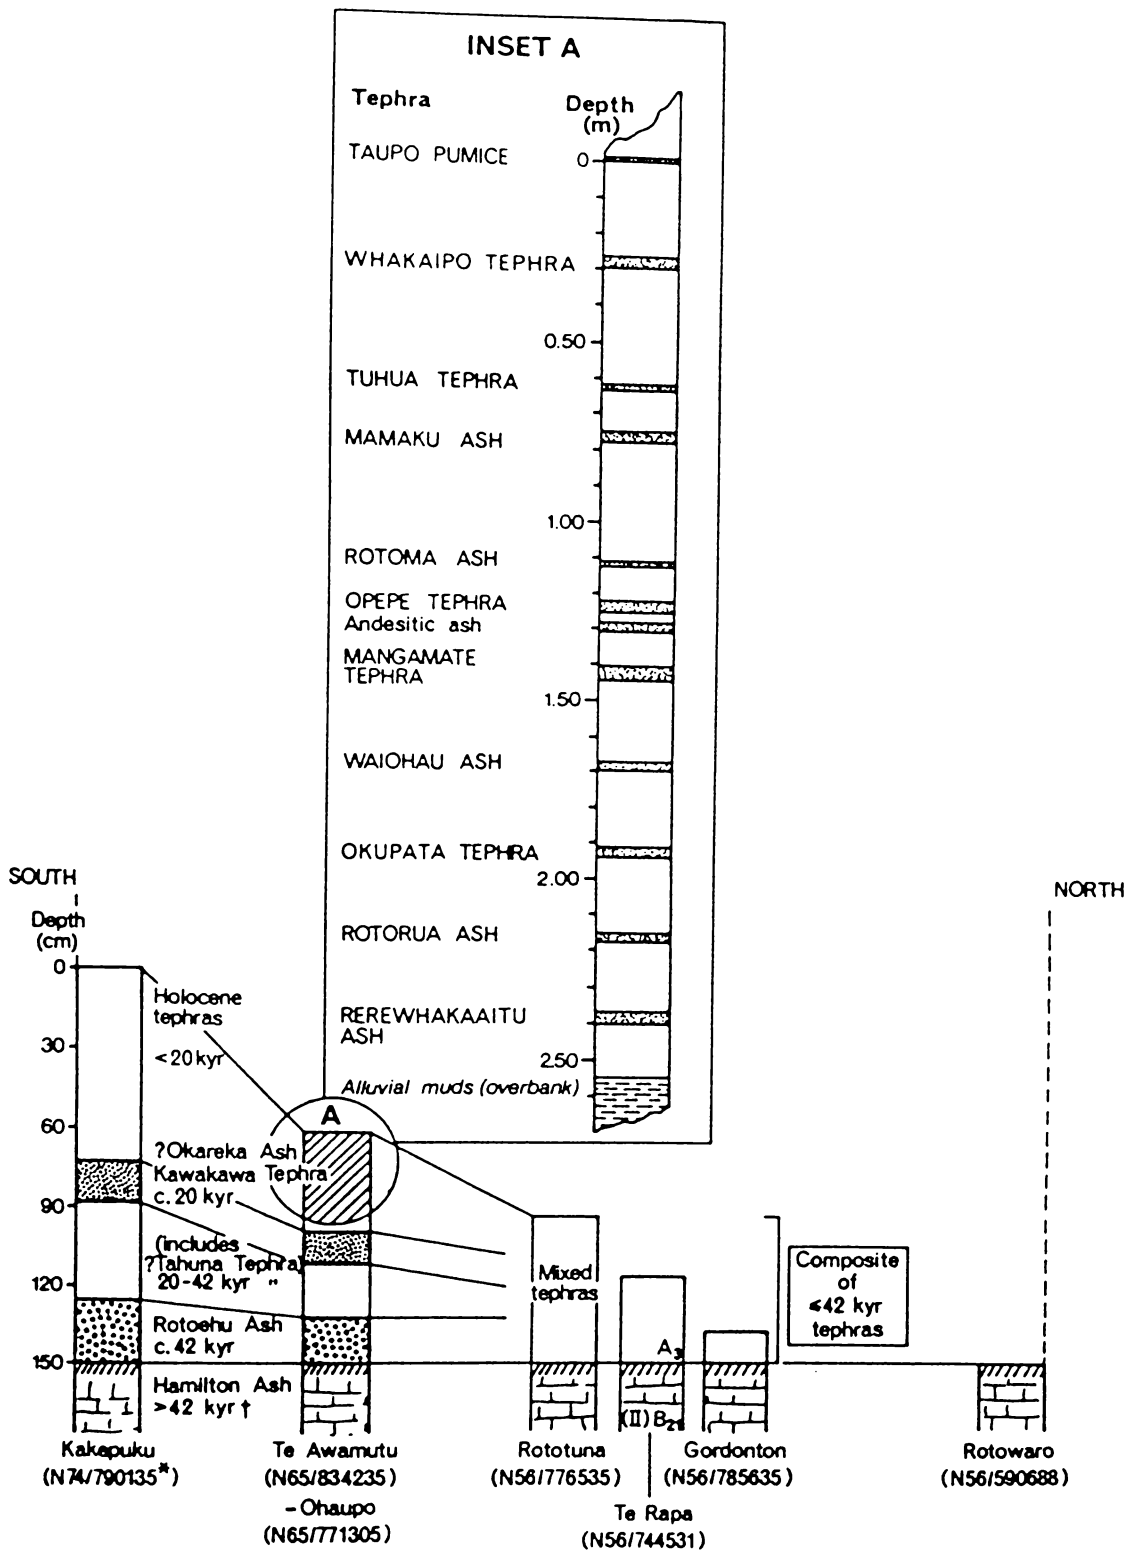 INSET A
Tephra
Depth
(m)
TAUPO PUMICE
0
WHAKAIPO TEPHRA
0.50
TUHUA TEPHRA
MAMAKU ASH
1.00
ROTOMA ASH
OPEPE TEPHRA
Andesitic ash
MANGAMATE
TEPHRA
1.50
WAIOHAU ASH
OKUPATA TEPHRA
2.00
ROTORUA ASH
REREWHAKAAITU
ASH
2.50
Alluvial muds (overbank)
A
SOUTH
NORTH
Depth
(cm)
0
30
60
90
120
150
Holocene
tephras
<20 kyr
?Okareka Ash
Kawakawa Tephra
c. 20 kyr
(includes
?Tahuna Tephra)
20-42 kyr "
Rotoehu Ash
c. 42 kyr
Hamilton Ash
>42 kyr †
Mixed
tephras
A3
(II) B21
Composite
of
≤42 kyr
tephras
Kakapuku
(N74/790135*)
Te Awamutu
(N65/834235)
– Ohaupo
(N65/771305)
Rototuna
(N56/776535)
Te Rapa
(N56/744531)
Gordonton
(N56/785635)
Rotowaro
(N56/590688)